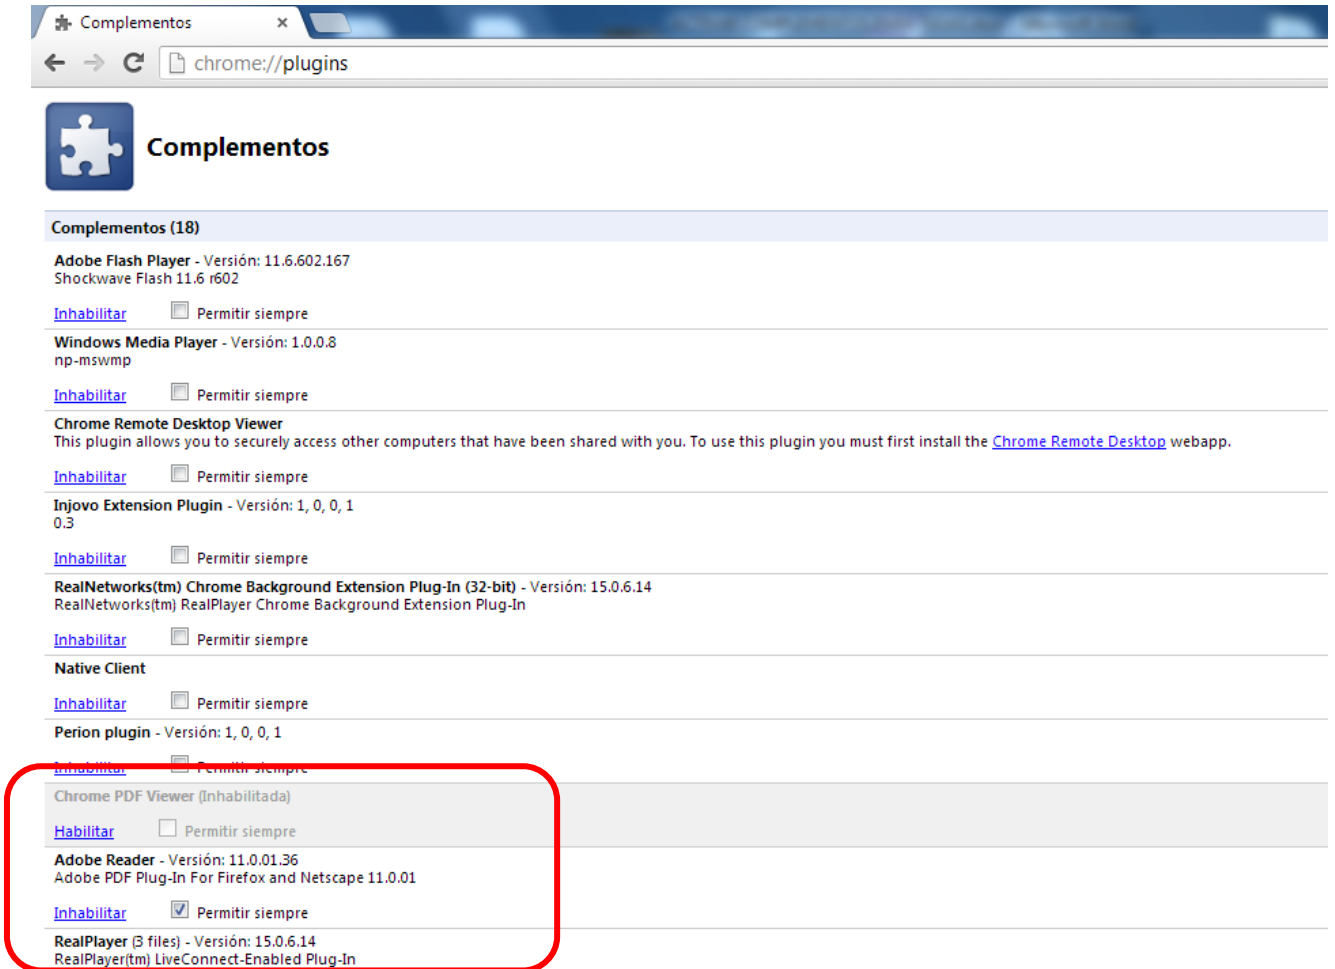 Complementos
chrome://plugins
Complementos
Complementos (18)
Adobe Flash Player - Versión: 11.6.602.167
Shockwave Flash 11.6 r602
Inhabilitar Permitir siempre
Windows Media Player - Versión: 1.0.0.8
np-mswmp
Inhabilitar Permitir siempre
Chrome Remote Desktop Viewer
This plugin allows you to securely access other computers that have been shared with you. To use this plugin you must first install the Chrome Remote Desktop webapp.
Inhabilitar Permitir siempre
Injovo Extension Plugin - Versión: 1, 0, 0, 1
0.3
Inhabilitar Permitir siempre
RealNetworks(tm) Chrome Background Extension Plug-In (32-bit) - Versión: 15.0.6.14
RealNetworks(tm) RealPlayer Chrome Background Extension Plug-In
Inhabilitar Permitir siempre
Native Client
Inhabilitar Permitir siempre
Perion plugin - Versión: 1, 0, 0, 1
Inhabilitar Permitir siempre
Chrome PDF Viewer (Inhabilitada)
Habilitar Permitir siempre
Adobe Reader - Versión: 11.0.01.36
Adobe PDF Plug-In For Firefox and Netscape 11.0.01
Inhabilitar Permitir siempre
RealPlayer (3 files) - Versión: 15.0.6.14
RealPlayer(tm) LiveConnect-Enabled Plug-In